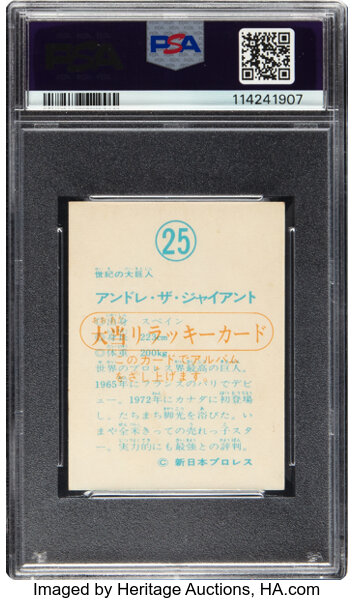 PSA
114241907
25
世紀の大巨人
アンドレ・ザ・ジャイアント
スペイン
大当りラッキーカード
223cm
◎体重 200kg
このカードでアルバム
をさし上げます
世界のプロレス界最高の巨人。
1965年にフランスのパリでデビ
ュー。1972年にカナダに初登場
し、たちまち脚光を浴びた。い
まや全米きっての売れっ子スタ
ー。実力的にも最強との評判。
© 新日本プロレス
Imaged by Heritage Auctions, HA.com